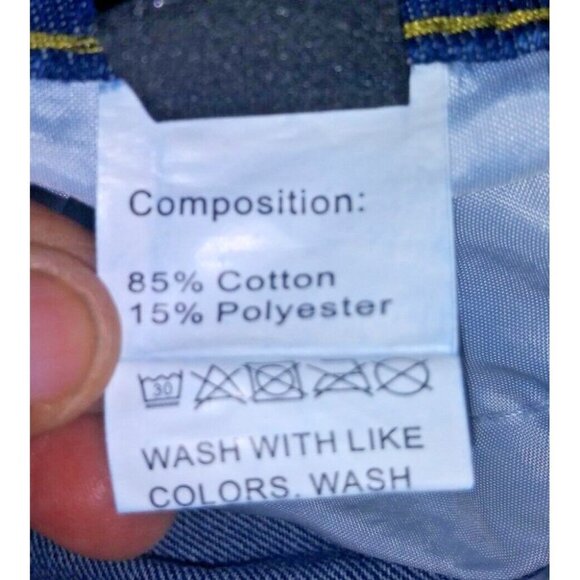 Composition:
85% Cotton
15% Polyester
30
WASH WITH LIKE
COLORS. WASH